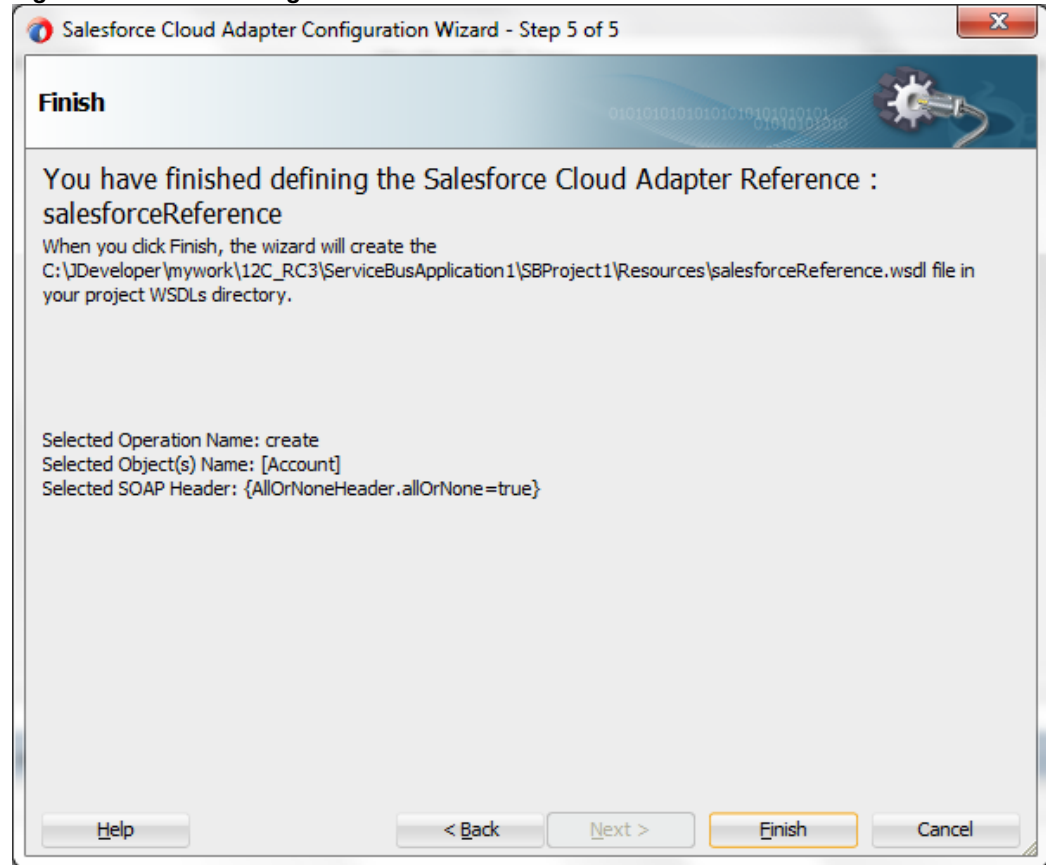 Salesforce Cloud Adapter Configuration Wizard - Step 5 of 5
Finish
You have finished defining the Salesforce Cloud Adapter Reference :
salesforceReference
When you click Finish, the wizard will create the
C:\JDeveloper\mywork\12C_RC3\ServiceBusApplication1\SBProject1\Resources\salesforceReference.wsdl file in
your project WSDLs directory.
Selected Operation Name: create
Selected Object(s) Name: [Account]
Selected SOAP Header: {AllOrNoneHeader.allOrNone=true}
Help
< Back
Next >
Finish
Cancel